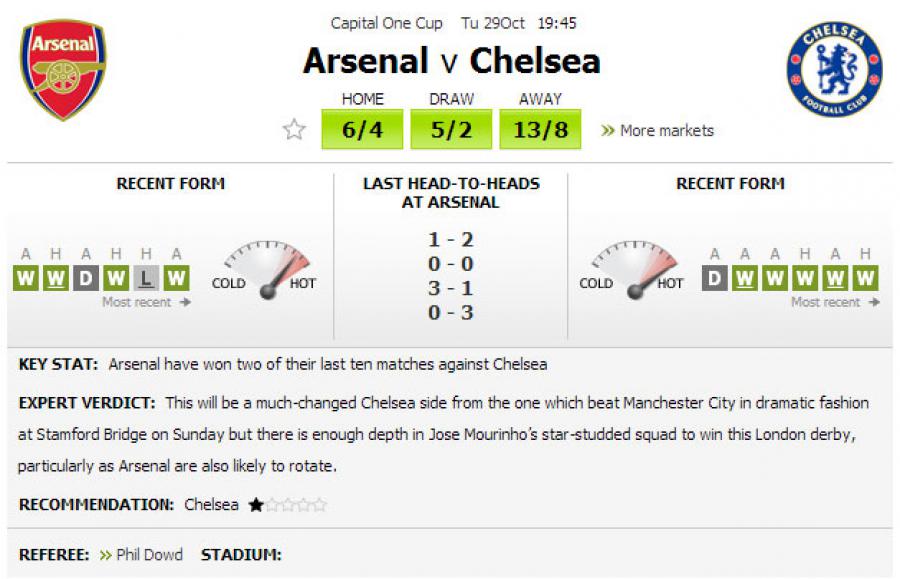 Arsenal
CHELSEA
FOOTBALL CLUB
Capital One Cup Tu 29Oct 19:45
Arsenal v Chelsea
HOME DRAW AWAY
6/4 5/2 13/8 More markets
RECENT FORM
A H A H H A
W W D W L W
Most recent
COLD HOT
LAST HEAD-TO-HEADS
AT ARSENAL
1 - 2
0 - 0
3 - 1
0 - 3
RECENT FORM
COLD HOT
A A A H A H
D W W W W W
Most recent
KEY STAT: Arsenal have won two of their last ten matches against Chelsea
EXPERT VERDICT: This will be a much-changed Chelsea side from the one which beat Manchester City in dramatic fashion
at Stamford Bridge on Sunday but there is enough depth in Jose Mourinho's star-studded squad to win this London derby,
particularly as Arsenal are also likely to rotate.
RECOMMENDATION: Chelsea
REFEREE: Phil Dowd STADIUM: